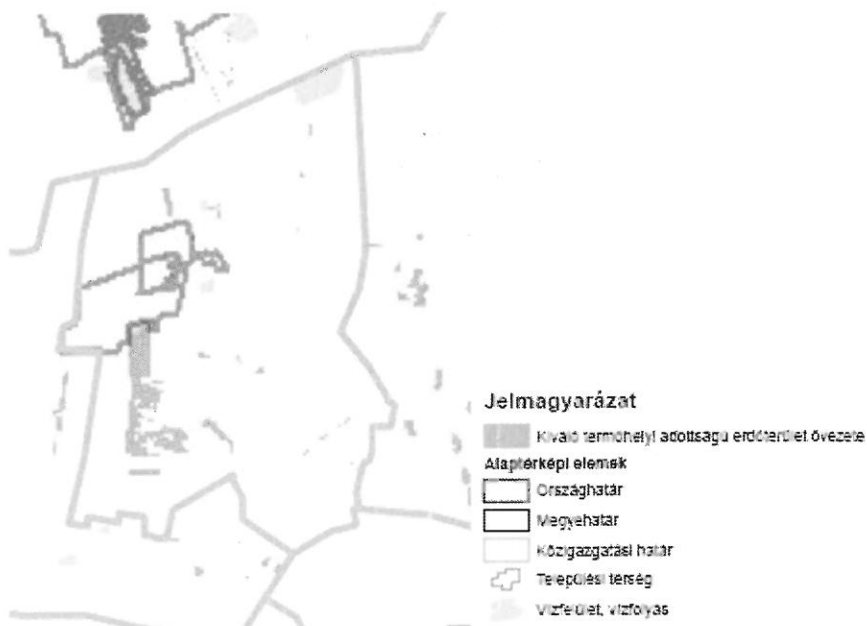 Jelmagyarázat
Kiváló termőhelyi adottságú erdőterület övezete
Alaptérképi elemek
Országhatár
Megyehatár
Közigazgatási határ
Települési térség
Vízfelület, vízfolyás